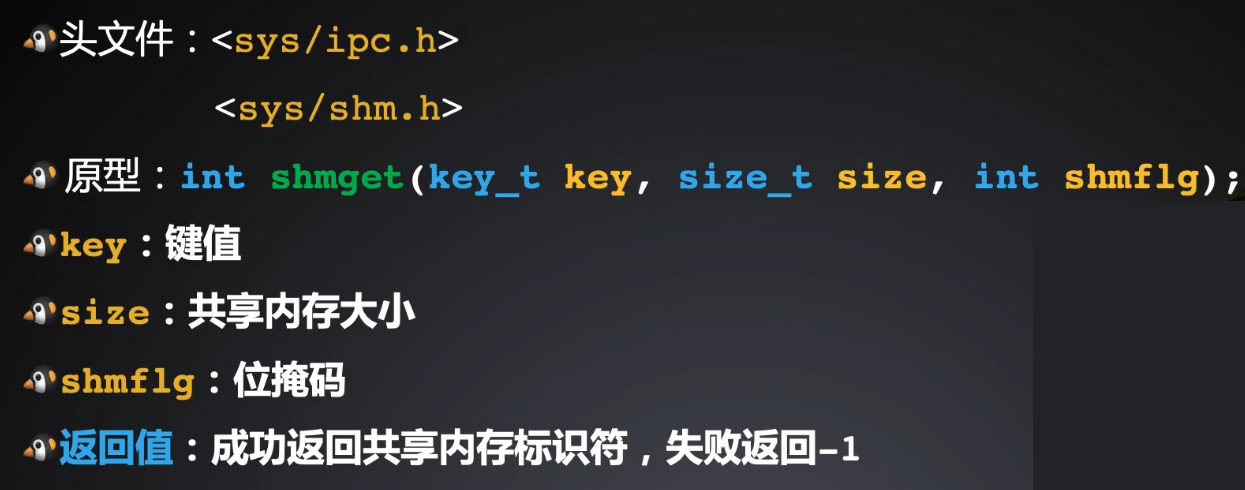 头文件：<sys/ipc.h>
<sys/shm.h>
原型：int shmget(key_t key, size_t size, int shmflg);
key：键值
size：共享内存大小
shmflg：位掩码
返回值：成功返回共享内存标识符，失败返回-1